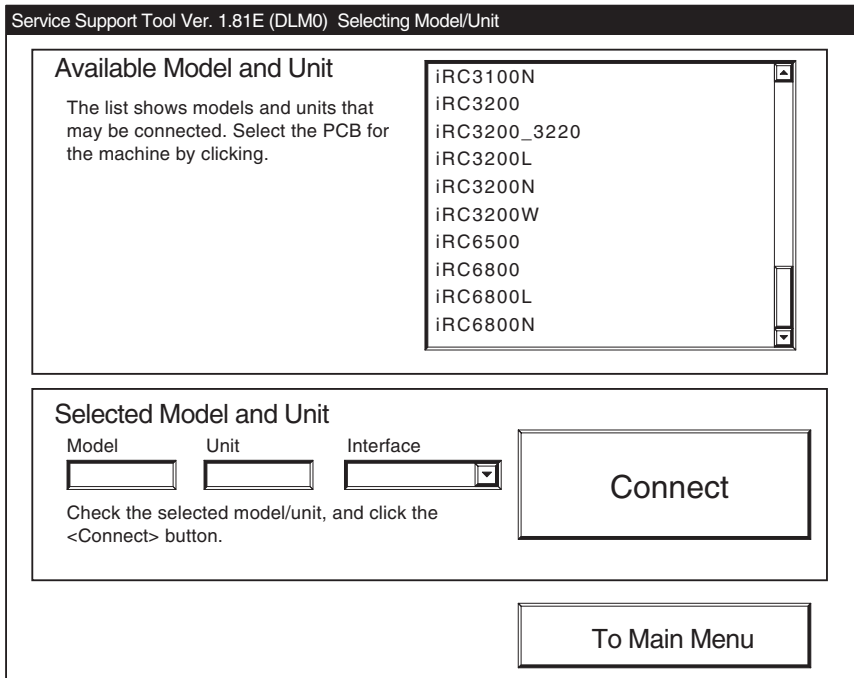 Service Support Tool Ver. 1.81E (DLM0)  Selecting Model/Unit
Available Model and Unit
The list shows models and units that
may be connected. Select the PCB for
the machine by clicking.
iRC3100N
iRC3200
iRC3200_3220
iRC3200L
iRC3200N
iRC3200W
iRC6500
iRC6800
iRC6800L
iRC6800N
Selected Model and Unit
Model
Unit
Interface
Check the selected model/unit, and click the
<Connect> button.
Connect
To Main Menu